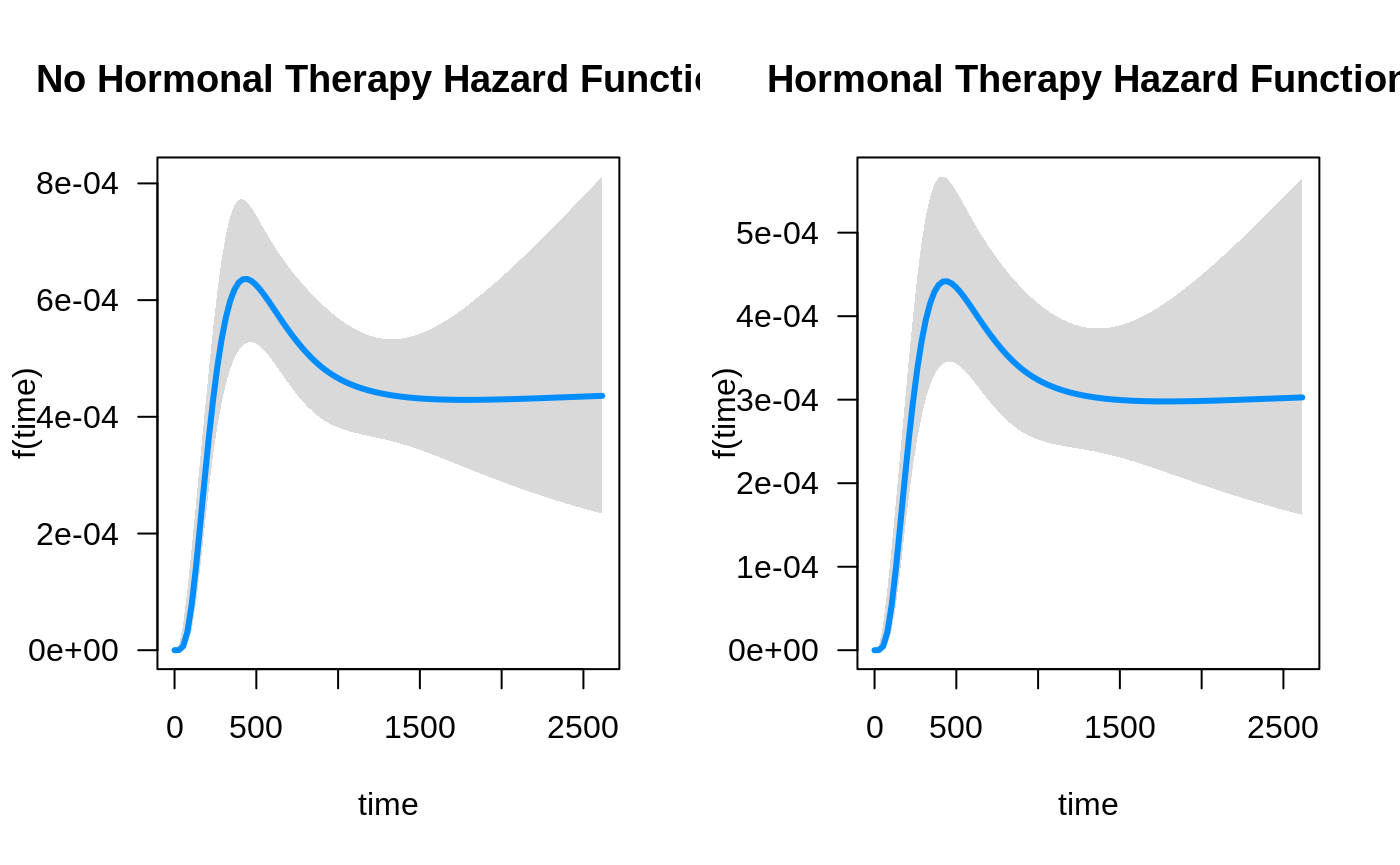 No Hormonal Therapy Hazard Functio
8e-04
6e-04
4e-04
2e-04
0e+00
f(time)
0 500 1500 2500
time
Hormonal Therapy Hazard Function
5e-04
4e-04
3e-04
2e-04
1e-04
0e+00
f(time)
0 500 1500 2500
time